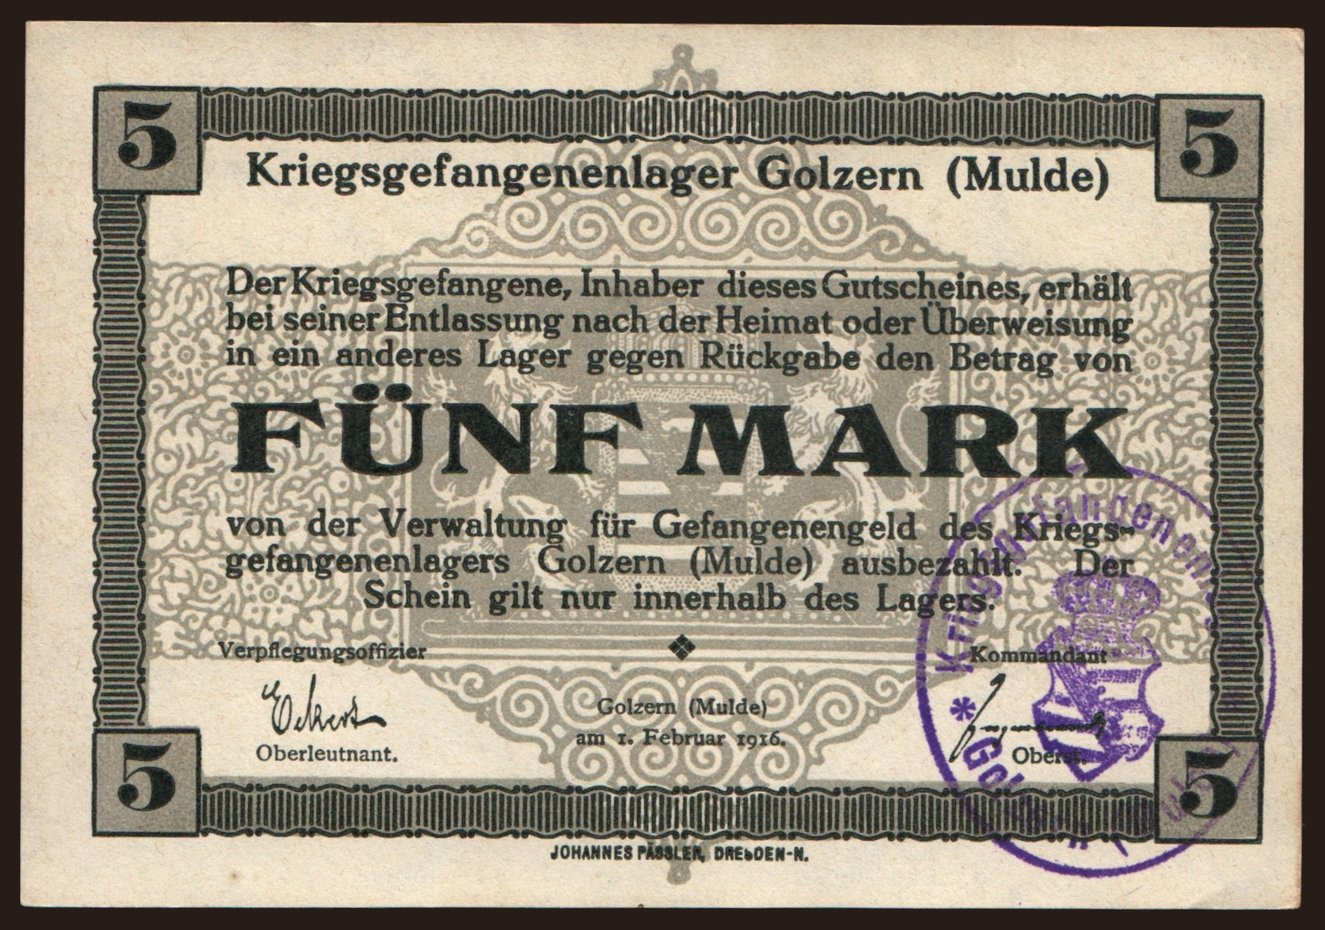 5 5
Kriegsgefangenenlager Golzern (Mulde)
Der Kriegsgefangene, Inhaber dieses Gutscheines, erhält
bei seiner Entlassung nach der Heimat oder Überweisung
in ein anderes Lager gegen Rückgabe den Betrag von
FÜNF MARK
von der Verwaltung für Gefangenengeld des Kriegs-
gefangenenlagers Golzern (Mulde) ausbezahlt. Der
Schein gilt nur innerhalb des Lagers.
Verpflegungsoffizier
Kommandant
Eckert
Oberleutnant.
Golzern (Mulde)
am 1. Februar 1916.
Oberst.
5 5
JOHANNES PÄSSLER, DRESDEN-N.